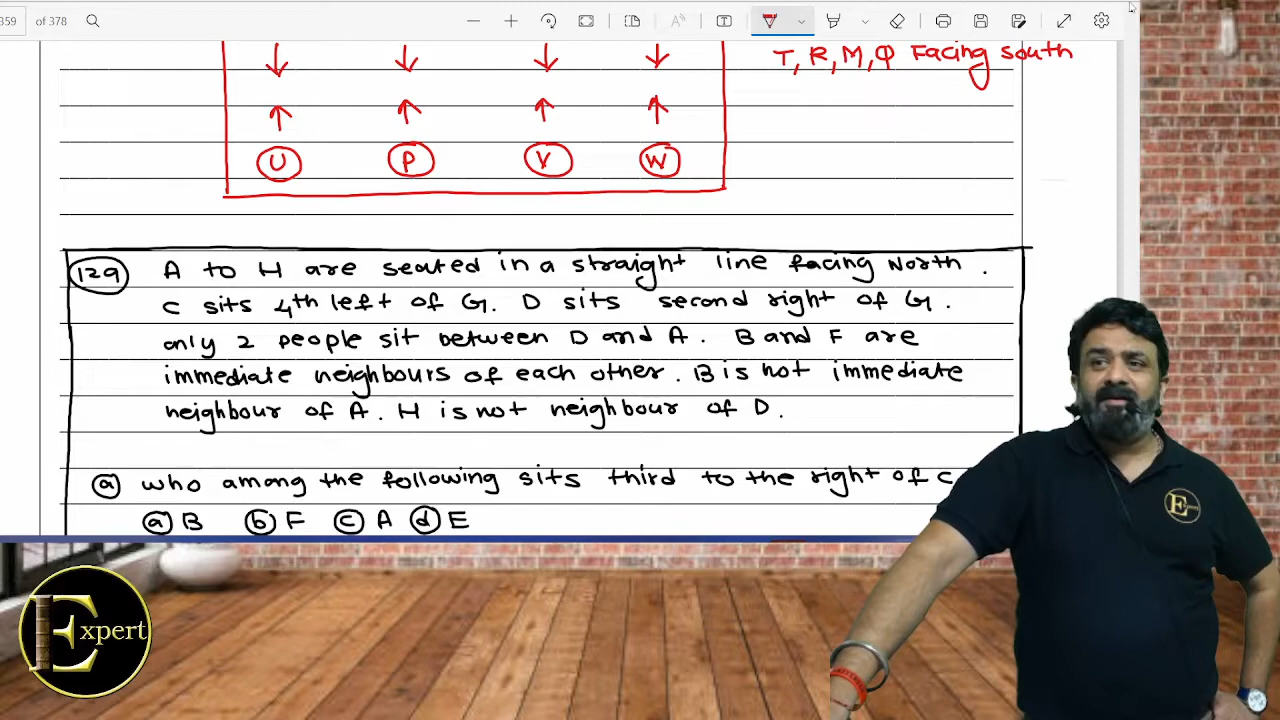 359 of 378
T, R, M, Q Facing south
U P V W
129 A to H are seated in a straight line facing North.
C sits 4th left of G. D sits second right of G.
only 2 people sit between D and A. B and F are
immediate neighbours of each other. B is not immediate
neighbour of A. H is not neighbour of D.
a who among the following sits third to the right of C
a B b F c A d E
Expert
Expert